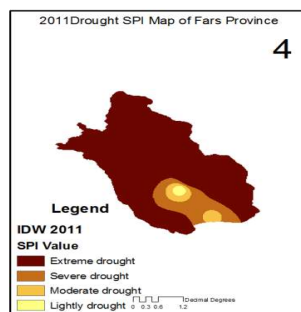 2011Drought SPI Map of Fars Province
4
Legend
IDW 2011
SPI Value
Extreme drought
Severe drought
Moderate drought
Lightly drought
Decimal Degrees
0 0.3 0.6 1.2